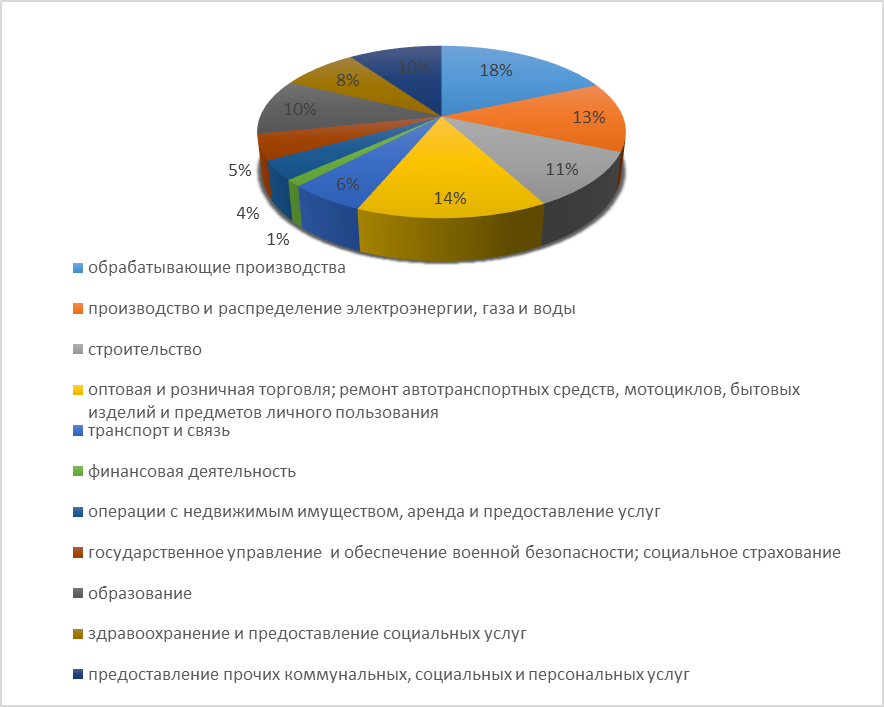 18%
13%
11%
14%
6%
1%
4%
5%
10%
8%
10%
обрабатывающие производства
производство и распределение электроэнергии, газа и воды
строительство
оптовая и розничная торговля; ремонт автотранспортных средств, мотоциклов, бытовых
изделий и предметов личного пользования
транспорт и связь
финансовая деятельность
операции с недвижимым имуществом, аренда и предоставление услуг
государственное управление  и обеспечение военной безопасности; социальное страхование
образование
здравоохранение и предоставление социальных услуг
предоставление прочих коммунальных, социальных и персональных услуг